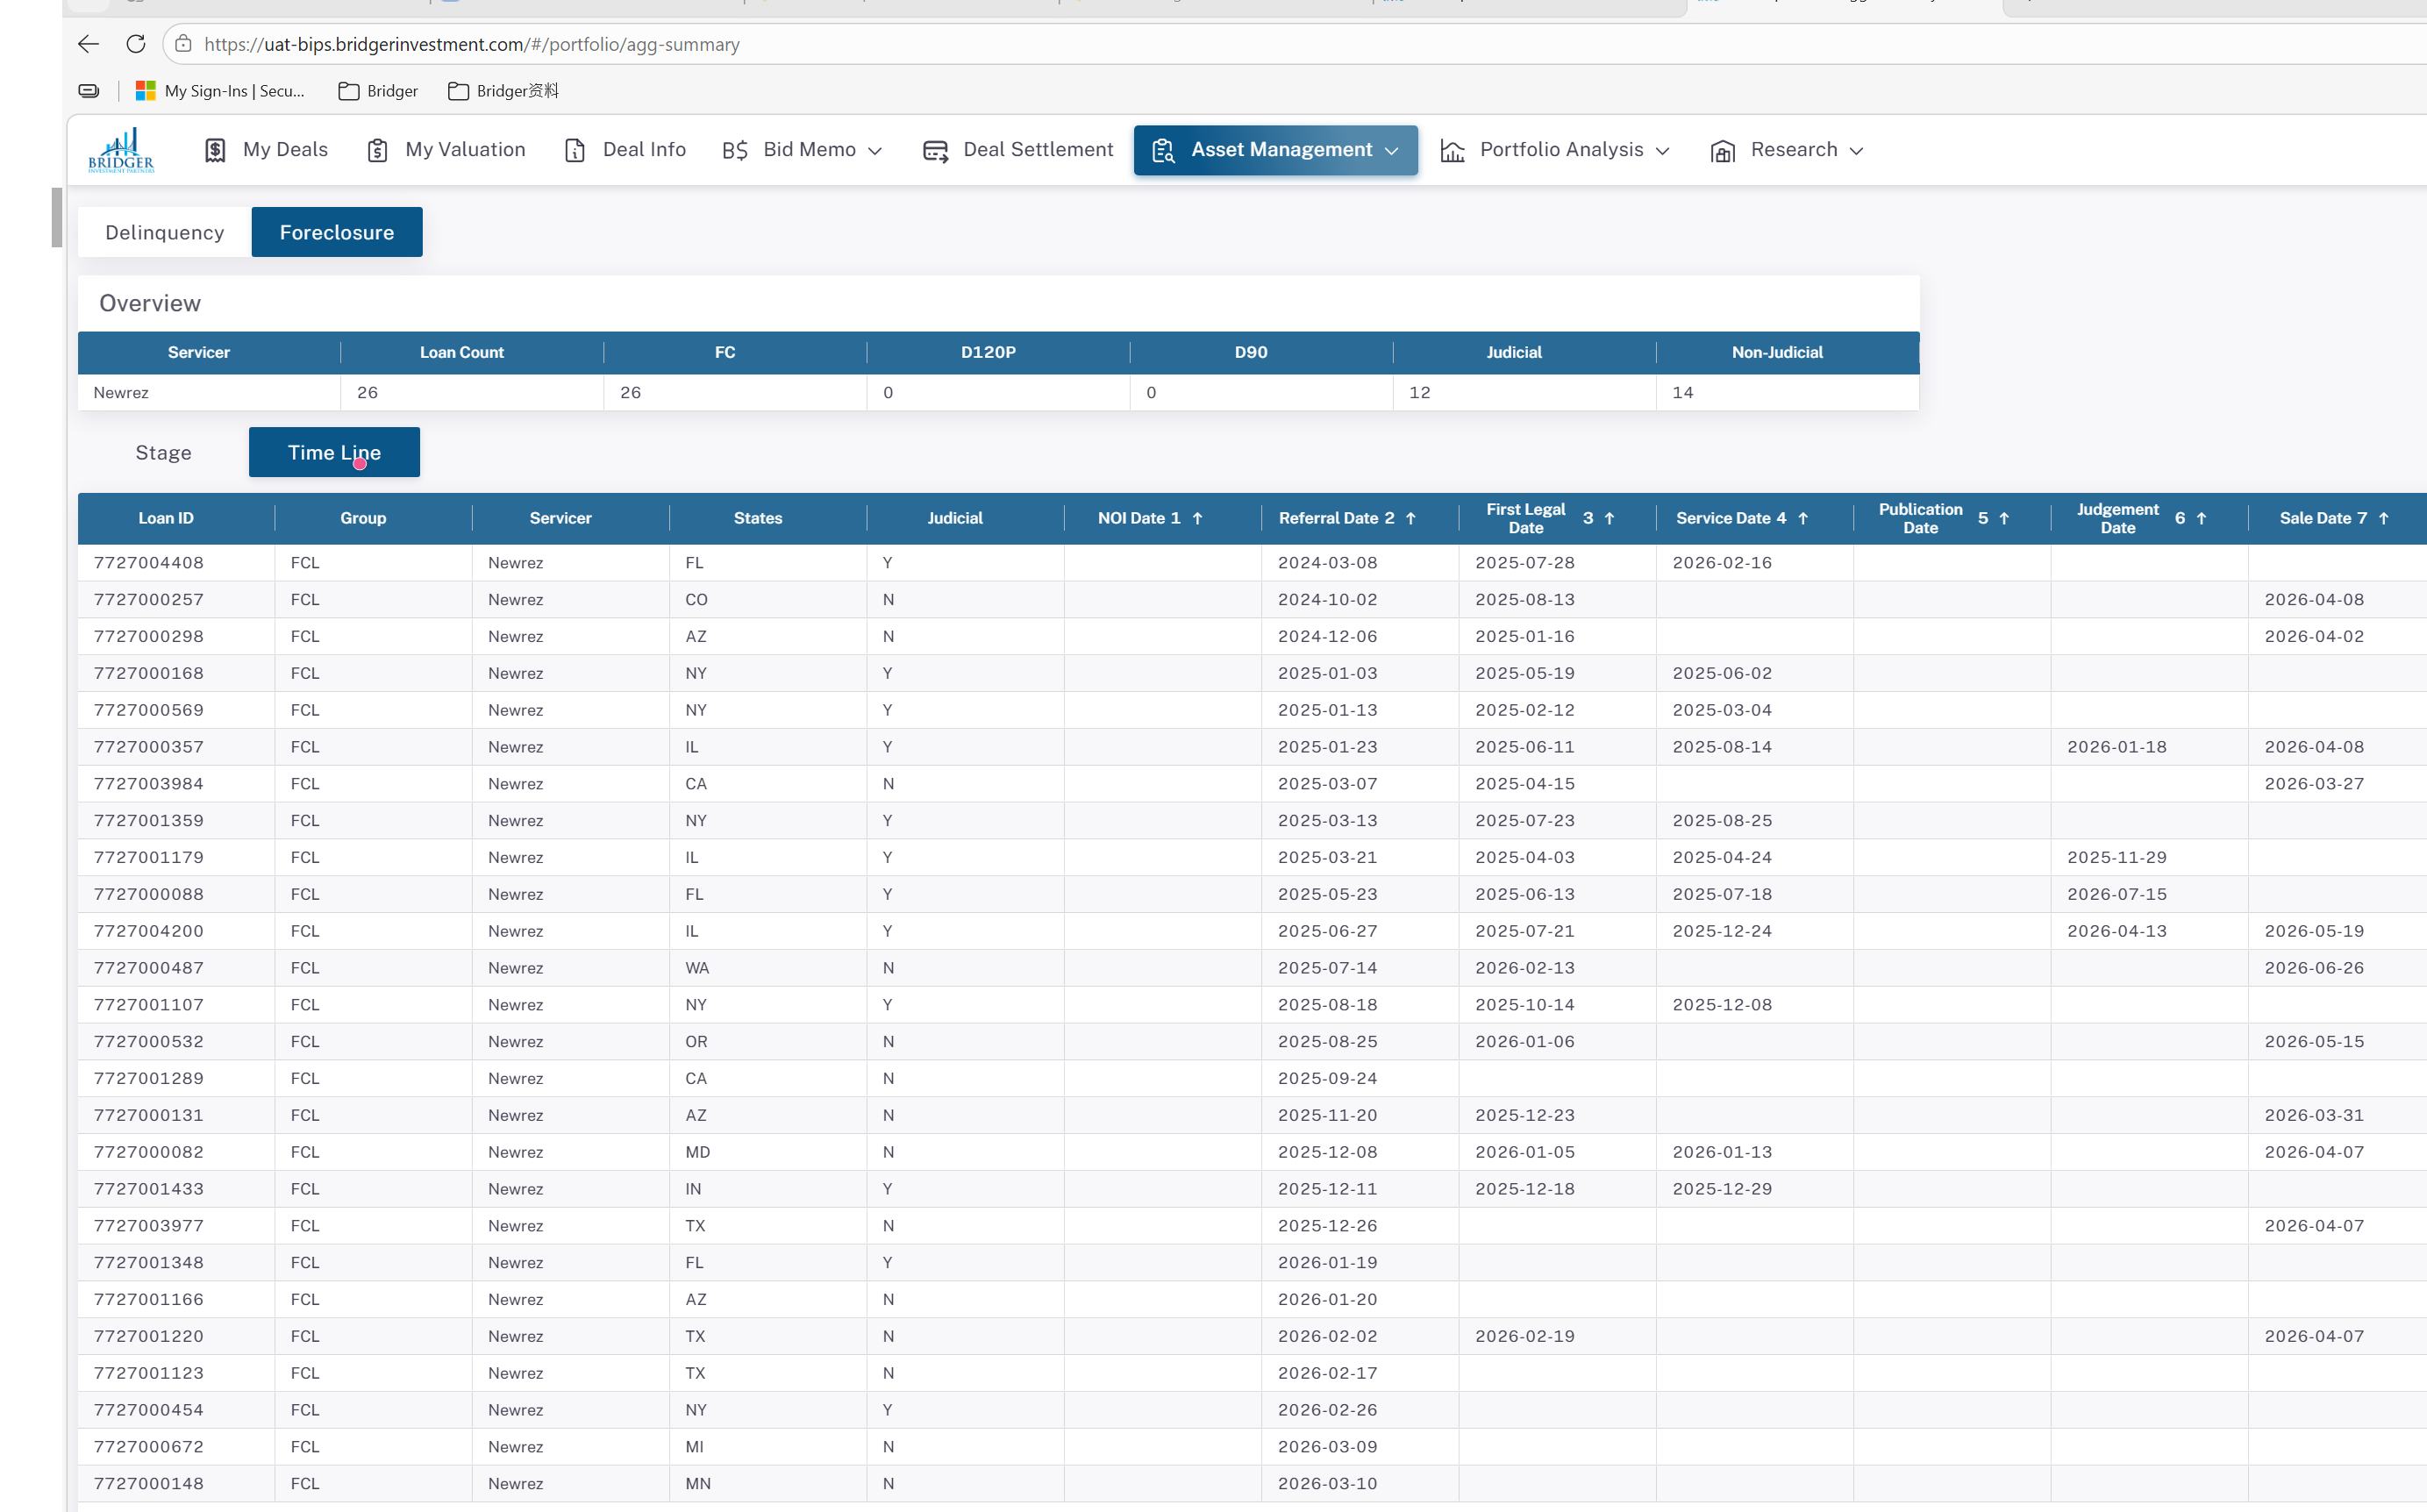 https://uat-bips.bridgerinvestment.com/#/portfolio/agg-summary
My Sign-Ins | Secu... Bridger Bridger资料
BRIDGER
INVESTMENT PARTNERS
My Deals My Valuation Deal Info B$ Bid Memo Deal Settlement Asset Management Portfolio Analysis Research
Delinquency Foreclosure
Overview
Servicer Loan Count FC D120P D90 Judicial Non-Judicial
Newrez 26 26 0 0 12 14
Stage Time Line
Loan ID Group Servicer States Judicial NOI Date 1 ↑ Referral Date 2 ↑ First Legal Date 3 ↑ Service Date 4 ↑ Publication Date 5 ↑ Judgement Date 6 ↑ Sale Date 7 ↑
7727004408 FCL Newrez FL Y 2024-03-08 2025-07-28 2026-02-16
7727000257 FCL Newrez CO N 2024-10-02 2025-08-13 2026-04-08
7727000298 FCL Newrez AZ N 2024-12-06 2025-01-16 2026-04-02
7727000168 FCL Newrez NY Y 2025-01-03 2025-05-19 2025-06-02
7727000569 FCL Newrez NY Y 2025-01-13 2025-02-12 2025-03-04
7727000357 FCL Newrez IL Y 2025-01-23 2025-06-11 2025-08-14 2026-01-18 2026-04-08
7727003984 FCL Newrez CA N 2025-03-07 2025-04-15 2026-03-27
7727001359 FCL Newrez NY Y 2025-03-13 2025-07-23 2025-08-25
7727001179 FCL Newrez IL Y 2025-03-21 2025-04-03 2025-04-24 2025-11-29
7727000088 FCL Newrez FL Y 2025-05-23 2025-06-13 2025-07-18 2026-07-15
7727004200 FCL Newrez IL Y 2025-06-27 2025-07-21 2025-12-24 2026-04-13 2026-05-19
7727000487 FCL Newrez WA N 2025-07-14 2026-02-13 2026-06-26
7727001107 FCL Newrez NY Y 2025-08-18 2025-10-14 2025-12-08
7727000532 FCL Newrez OR N 2025-08-25 2026-01-06 2026-05-15
7727001289 FCL Newrez CA N 2025-09-24
7727000131 FCL Newrez AZ N 2025-11-20 2025-12-23 2026-03-31
7727000082 FCL Newrez MD N 2025-12-08 2026-01-05 2026-01-13 2026-04-07
7727001433 FCL Newrez IN Y 2025-12-11 2025-12-18 2025-12-29
7727003977 FCL Newrez TX N 2025-12-26 2026-04-07
7727001348 FCL Newrez FL Y 2026-01-19
7727001166 FCL Newrez AZ N 2026-01-20
7727001220 FCL Newrez TX N 2026-02-02 2026-02-19 2026-04-07
7727001123 FCL Newrez TX N 2026-02-17
7727000454 FCL Newrez NY Y 2026-02-26
7727000672 FCL Newrez MI N 2026-03-09
7727000148 FCL Newrez MN N 2026-03-10